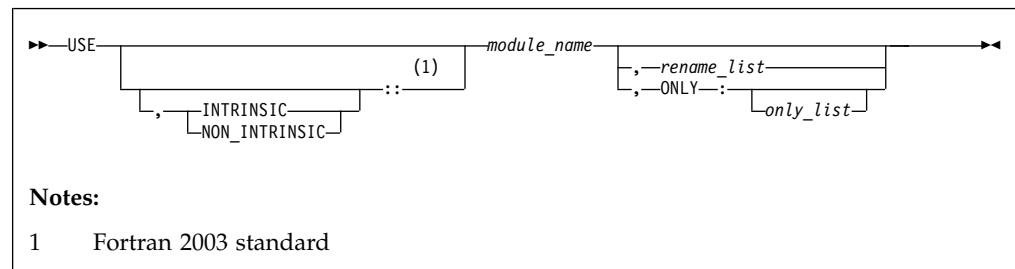 USE module_name
(1) , rename_list
:: , ONLY :
, INTRINSIC only_list
NON_INTRINSIC
Notes:
1 Fortran 2003 standard